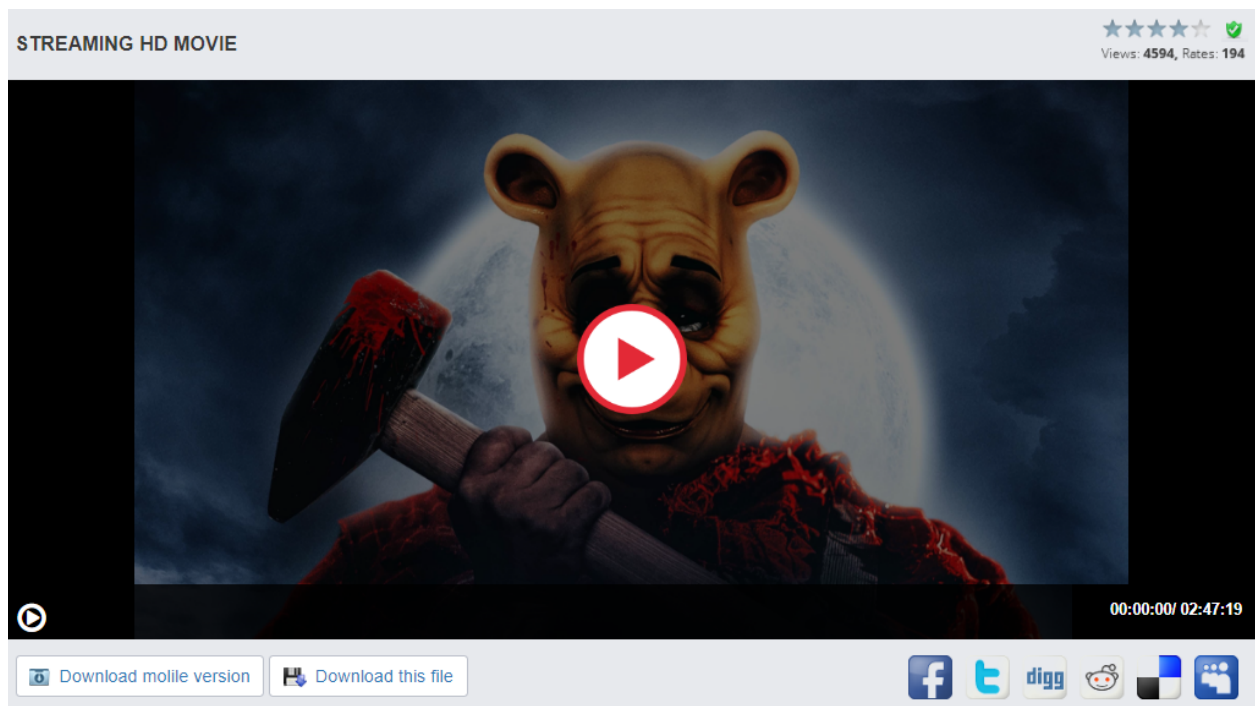 STREAMING HD MOVIE
Views: 4594, Rates: 194
00:00:00/ 02:47:19
Download molile version
Download this file
digg